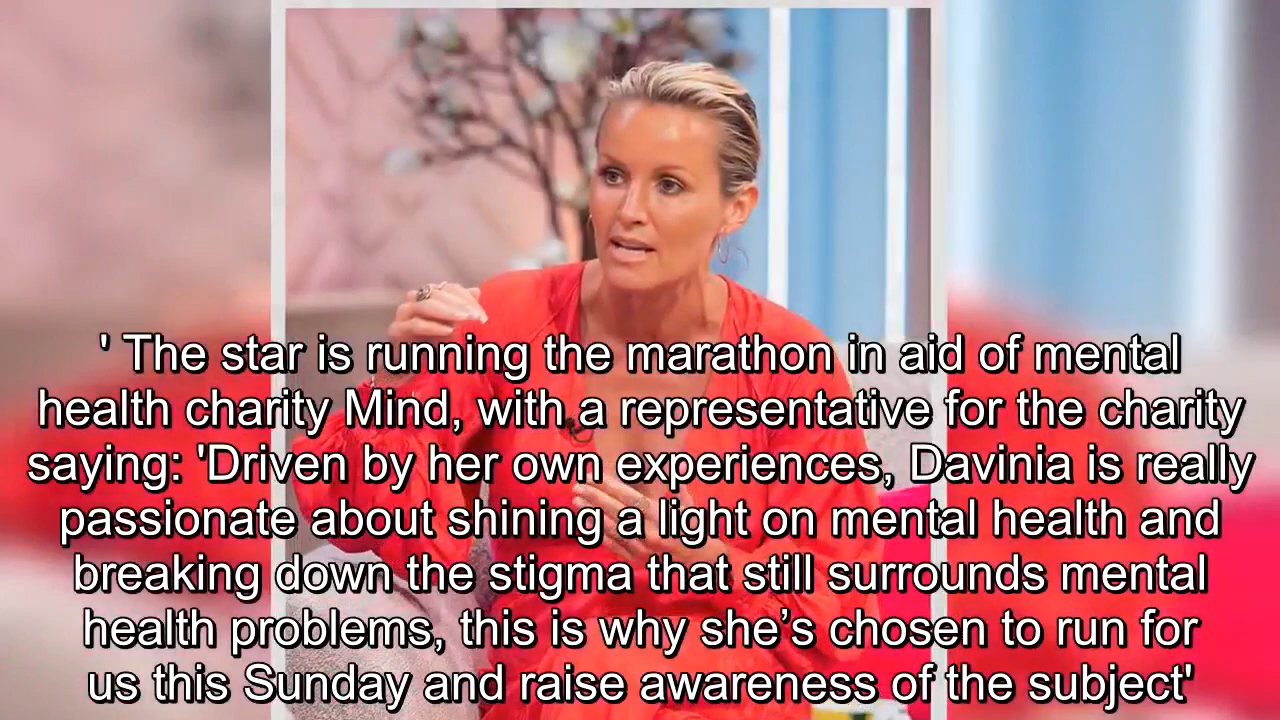 ' The star is running the marathon in aid of mental
health charity Mind, with a representative for the charity
saying: 'Driven by her own experiences, Davinia is really
passionate about shining a light on mental health and
breaking down the stigma that still surrounds mental
health problems, this is why she’s chosen to run for
us this Sunday and raise awareness of the subject'